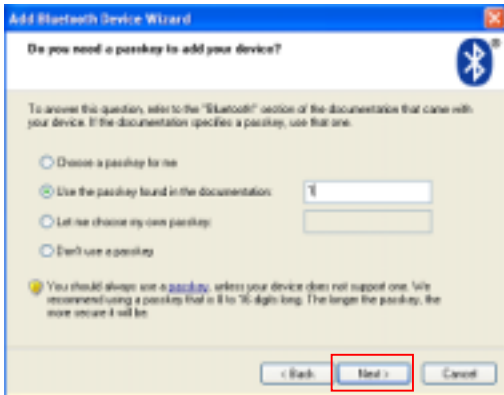 Add Bluetooth Device Wizard
Do you need a passkey to add your device?
To answer this question, refer to the "Bluetooth" section of the documentation that came with
your device. If the documentation specifies a passkey, use that one.
Choose a passkey for me
Use the passkey found in the documentation: 1
Let me choose my own passkey:
Don't use a passkey
You should always use a passkey, unless your device does not support one. We
recommend using a passkey that is 8 to 16 digits long. The longer the passkey, the
more secure it will be.
< Back Next > Cancel